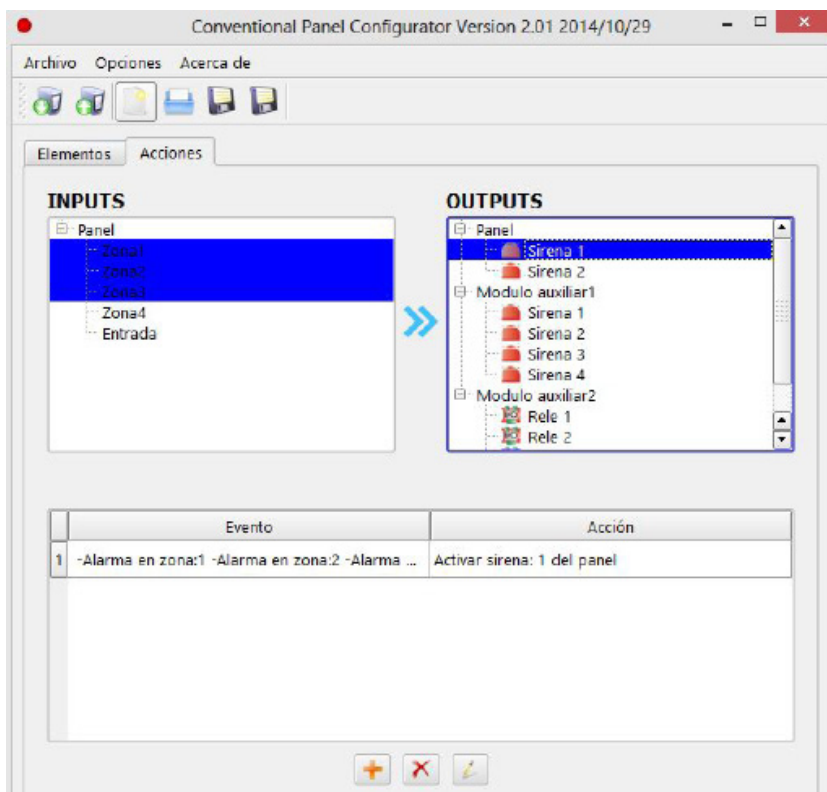 Conventional Panel Configurator Version 2.01 2014/10/29
Archivo Opciones Acerca de
Elementos Acciones
INPUTS
Panel
Zona1
Zona2
Zona3
Zona4
Entrada
OUTPUTS
Panel
Sirena 1
Sirena 2
Modulo auxiliar1
Sirena 1
Sirena 2
Sirena 3
Sirena 4
Modulo auxiliar2
Rele 1
Rele 2
Evento Acción
1 -Alarma en zona:1 -Alarma en zona:2 -Alarma ... Activar sirena: 1 del panel